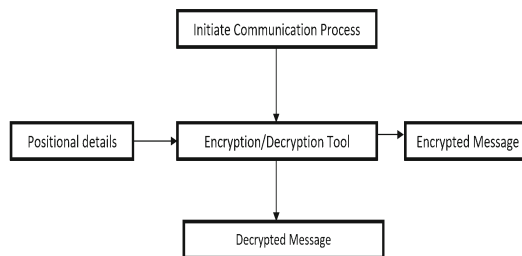 Initiate Communication Process
Positional details
Encryption/Decryption Tool
Encrypted Message
Decrypted Message